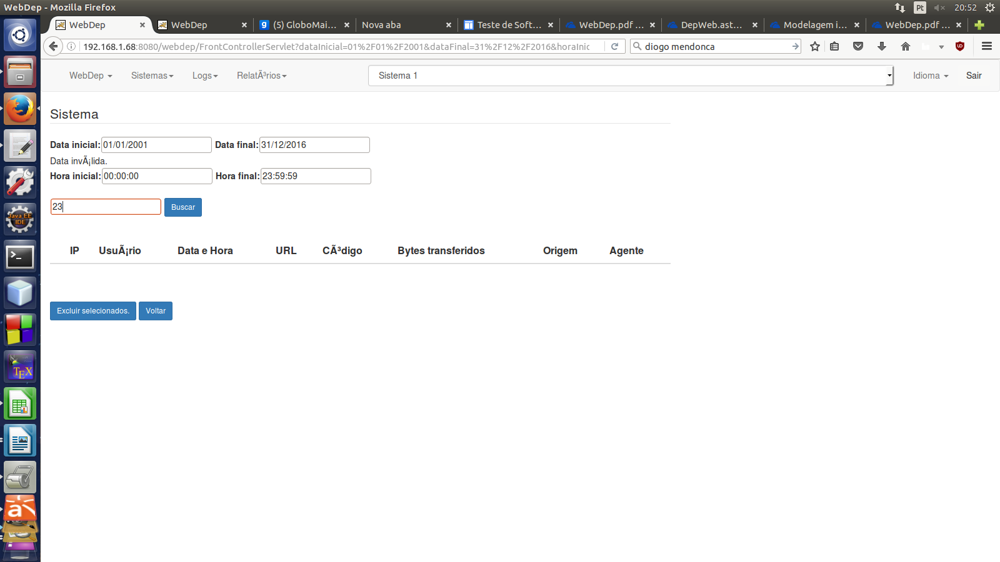 WebDep - Mozilla Firefox Pt 20:52
WebDep WebDep (5) GloboMai... Nova aba Teste de Soft... WebDep.pdf ... DepWeb.ast... Modelagem i... WebDep.pdf ...
192.168.1.68:8080/webdep/FrontControllerServlet?dataInicial=01%2F01%2F2001&dataFinal=31%2F12%2F2016&horaInic diogo mendonca
WebDep Sistemas Logs RelatÃ³rios Sistema 1 Idioma Sair
Sistema
Data inicial: 01/01/2001 Data final: 31/12/2016
Data invÃ¡lida.
Hora inicial: 00:00:00 Hora final: 23:59:59
23 Buscar
IP UsuÃ¡rio Data e Hora URL CÃ³digo Bytes transferidos Origem Agente
Excluir selecionados. Voltar
Java EE
IDE
TEX